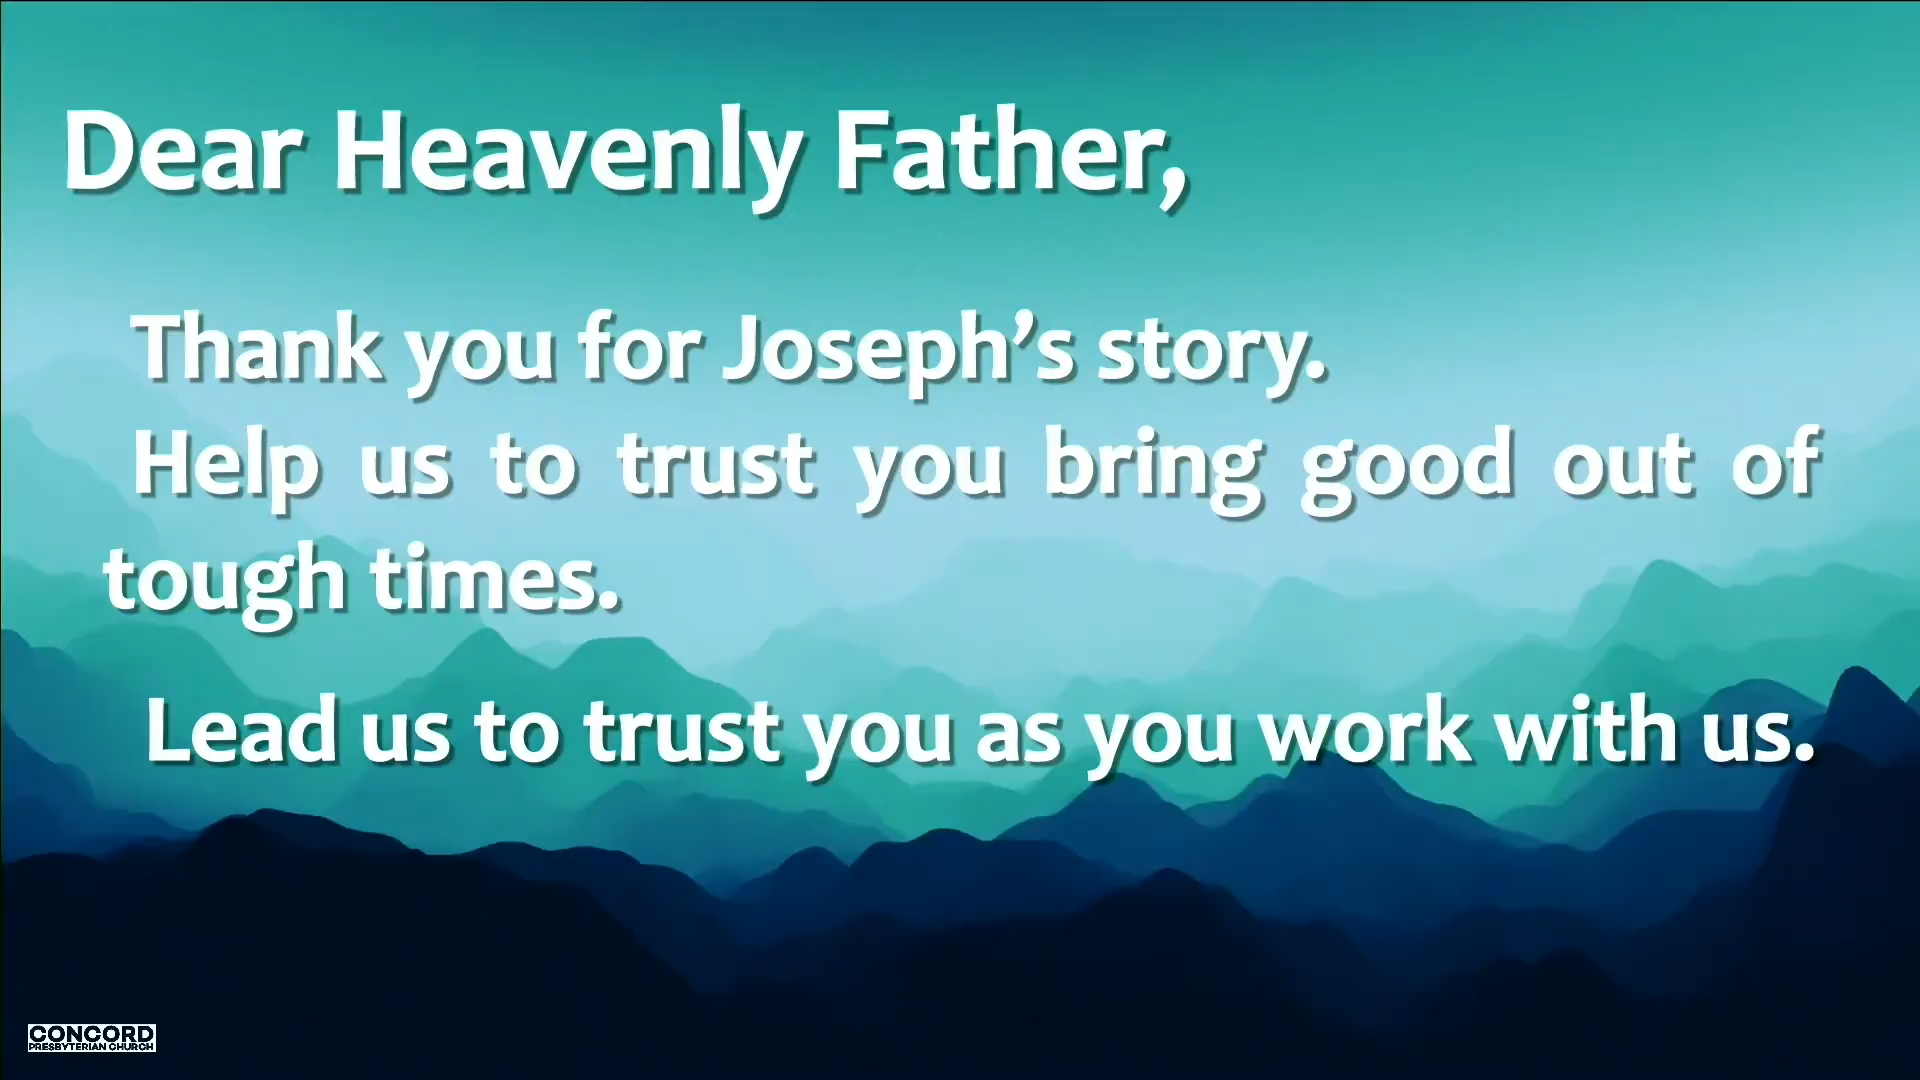 Dear Heavenly Father,
Thank you for Joseph’s story.
Help us to trust you bring good out of
tough times.
Lead us to trust you as you work with us.
CONCORD
PRESBYTERIAN CHURCH